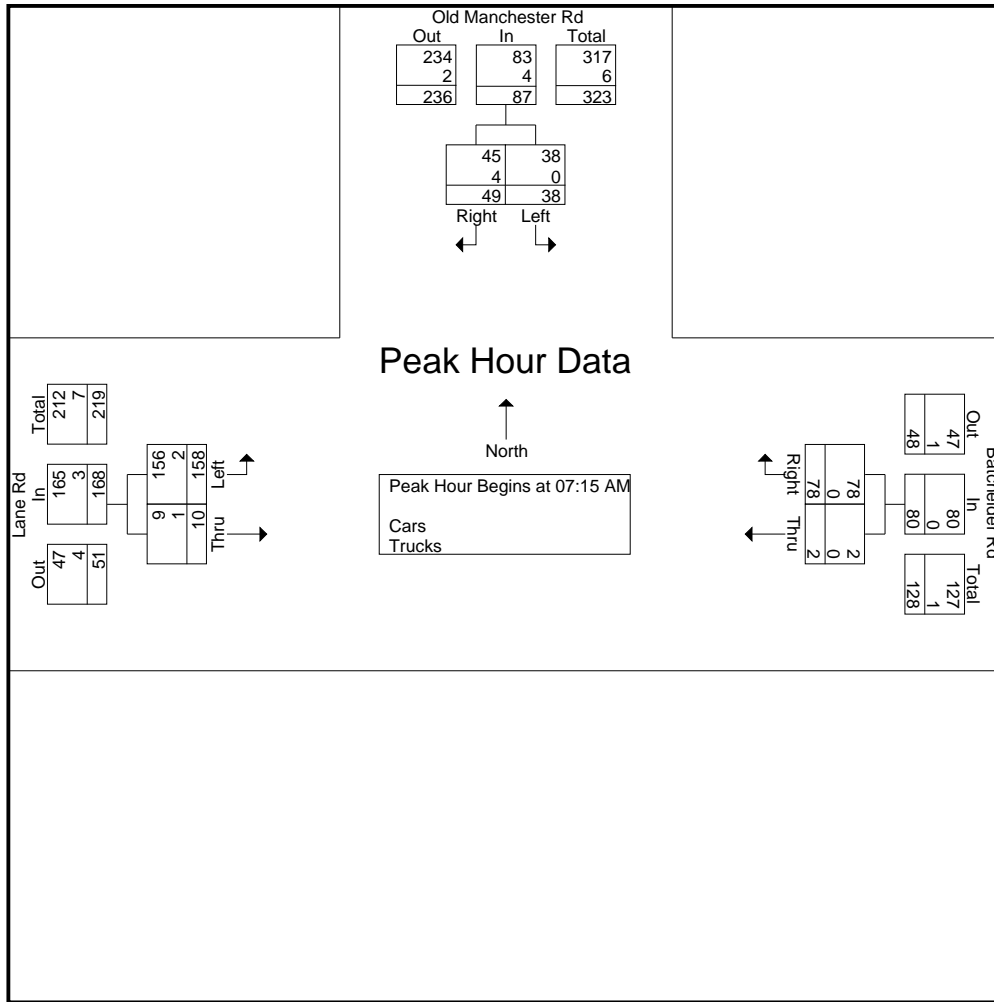 Old Manchester Rd
Out In Total
234 83 317
2 4 6
236 87 323
45 38
4 0
49 38
Right Left
Peak Hour Data
North
Peak Hour Begins at 07:15 AM
Cars
Trucks
Lane Rd
Out In Total
47 165 212
4 3 7
51 168 219
9 156
1 2
10 158
Thru Left
Batchelder Rd
Out In Total
47 80 127
1 0 1
48 80 128
78 2
0 0
78 2
Right Thru